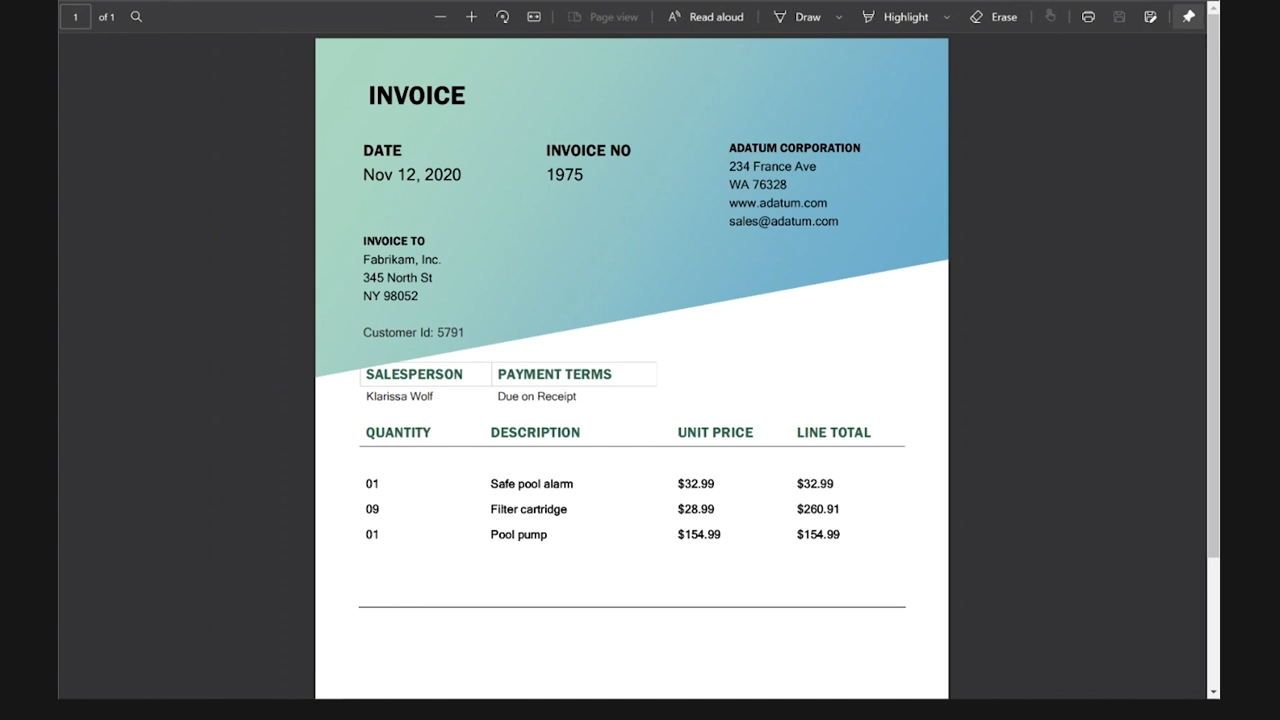 1 of 1 Page view Read aloud Draw Highlight Erase
INVOICE
DATE
Nov 12, 2020
INVOICE NO
1975
ADATUM CORPORATION
234 France Ave
WA 76328
www.adatum.com
sales@adatum.com
INVOICE TO
Fabrikam, Inc.
345 North St
NY 98052
Customer Id: 5791
SALESPERSON PAYMENT TERMS
Klarissa Wolf Due on Receipt
QUANTITY DESCRIPTION UNIT PRICE LINE TOTAL
01 Safe pool alarm $32.99 $32.99
09 Filter cartridge $28.99 $260.91
01 Pool pump $154.99 $154.99